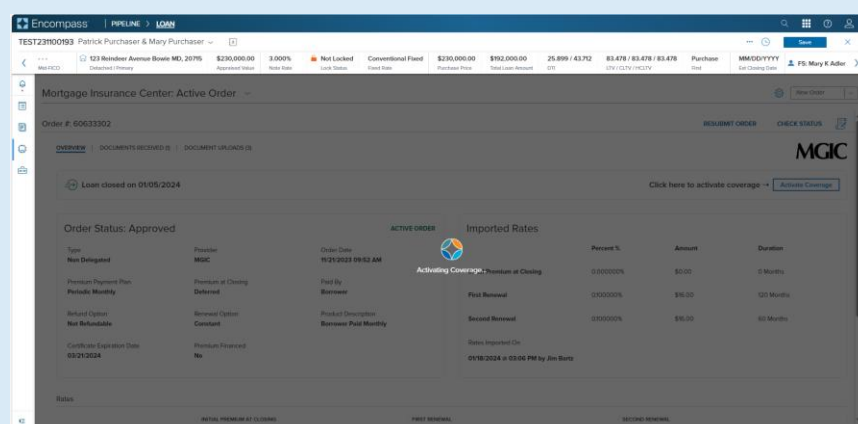 Encompass | PIPELINE > LOAN
TEST231100193 Patrick Purchaser & Mary Purchaser
Save
--- 123 Reindeer Avenue Bowie MD, 20715 $230,000.00 3.000% Not Locked Conventional Fixed $230,000.00 $192,000.00 25.899 / 43.712 83.478 / 83.478 / 83.478 Purchase MM/DD/YYYY FS: Mary K Adler
Mid-FICO Detached / Primary Appraised Value Note Rate Lock Status Fixed Rate Purchase Price Total Loan Amount DTI LTV / CLTV / HCLTV First Est Closing Date
Mortgage Insurance Center: Active Order New Order
Order #: 60633302 RESUBMIT ORDER CHECK STATUS
OVERVIEW | DOCUMENTS RECEIVED (1) | DOCUMENT UPLOADS (3)
MGIC
Loan closed on 01/05/2024 Click here to activate coverage → Activate Coverage
Order Status: Approved ACTIVE ORDER
Type Provider Order Date
Non Delegated MGIC 11/21/2023 09:52 AM
Premium Payment Plan Premium at Closing Paid By
Periodic Monthly Deferred Borrower
Refund Option Renewal Option Product Description
Not Refundable Constant Borrower Paid Monthly
Certificate Expiration Date Premium Financed
03/21/2024 No
Activating Coverage...
Imported Rates
Percent % Amount Duration
Premium at Closing 0.000000% $0.00 0 Months
First Renewal 0.100000% $16.00 120 Months
Second Renewal 0.100000% $16.00 60 Months
Rates Imported On
01/18/2024 @ 03:06 PM by Jim Bortz
Rates
INITIAL PREMIUM AT CLOSING FIRST RENEWAL SECOND RENEWAL